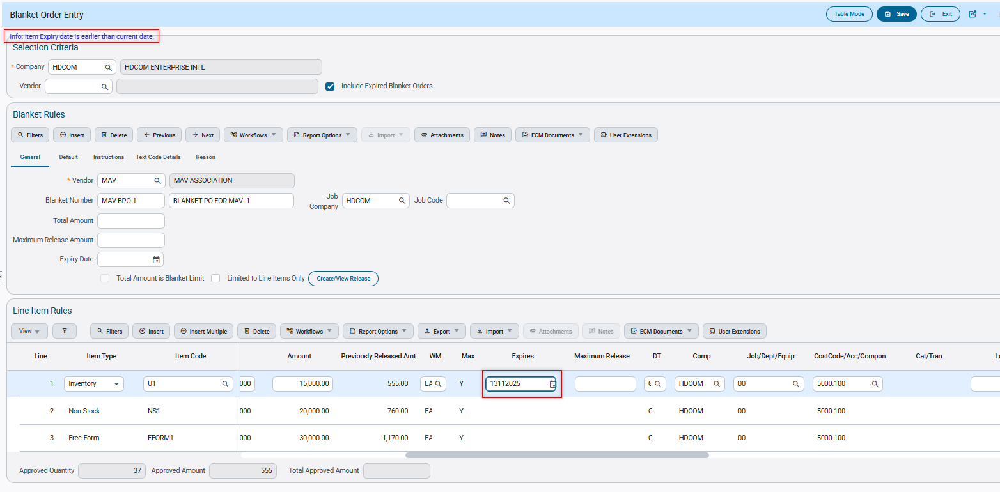 Blanket Order Entry
Table Mode Save Exit
Info: Item Expiry date is earlier than current date.
Selection Criteria
* Company HDCOM HDCOM ENTERPRISE INTL
Vendor Include Expired Blanket Orders
Blanket Rules
Filters Insert Delete Previous Next Workflows Report Options Import Attachments Notes ECM Documents User Extensions
General Default Instructions Text Code Details Reason
* Vendor MAV MAV ASSOCIATION
Blanket Number MAV-BPO-1 BLANKET PO FOR MAV -1 Job Company HDCOM Job Code
Total Amount
Maximum Release Amount
Expiry Date
Total Amount is Blanket Limit Limited to Line Items Only Create/View Release
Line Item Rules
View Filters Insert Insert Multiple Delete Workflows Report Options Export Import Attachments Notes ECM Documents User Extensions
Line Item Type Item Code Amount Previously Released Amt WM Max Expires Maximum Release DT Comp Job/Dept/Equip CostCode/Acc/Compon Cat/Tran
1 Inventory U1 000 15,000.00 555.00 EA Y 13112025 HDCOM 00 5000.100
2 Non-Stock NS1 000 20,000.00 760.00 EA Y HDCOM 00 5000.100
3 Free-Form FFORM1 000 30,000.00 1,170.00 EA Y HDCOM 00 5000.100
Approved Quantity 37 Approved Amount 555 Total Approved Amount